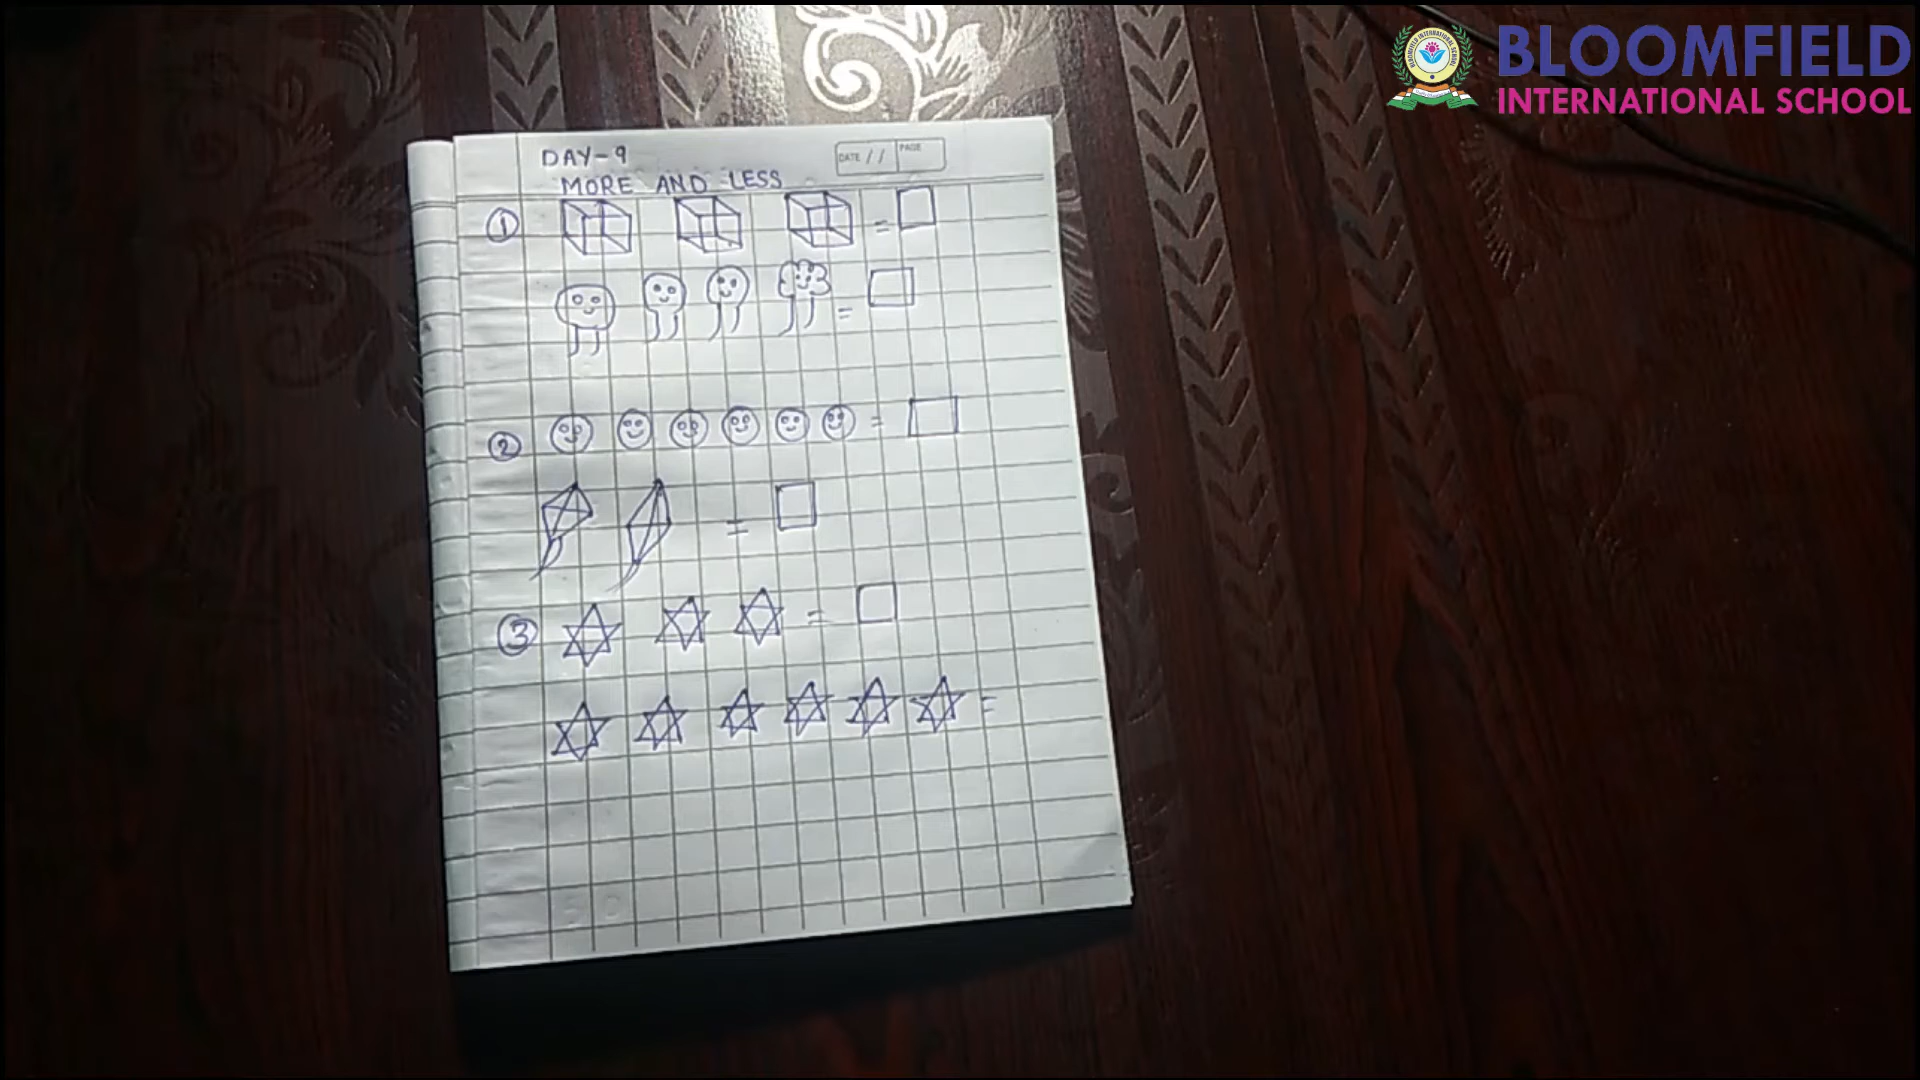 BLOOMFIELD
INTERNATIONAL SCHOOL
DAY-9
DATE / / PAGE
MORE AND LESS
1 =
=
2 =
=
3 =
=